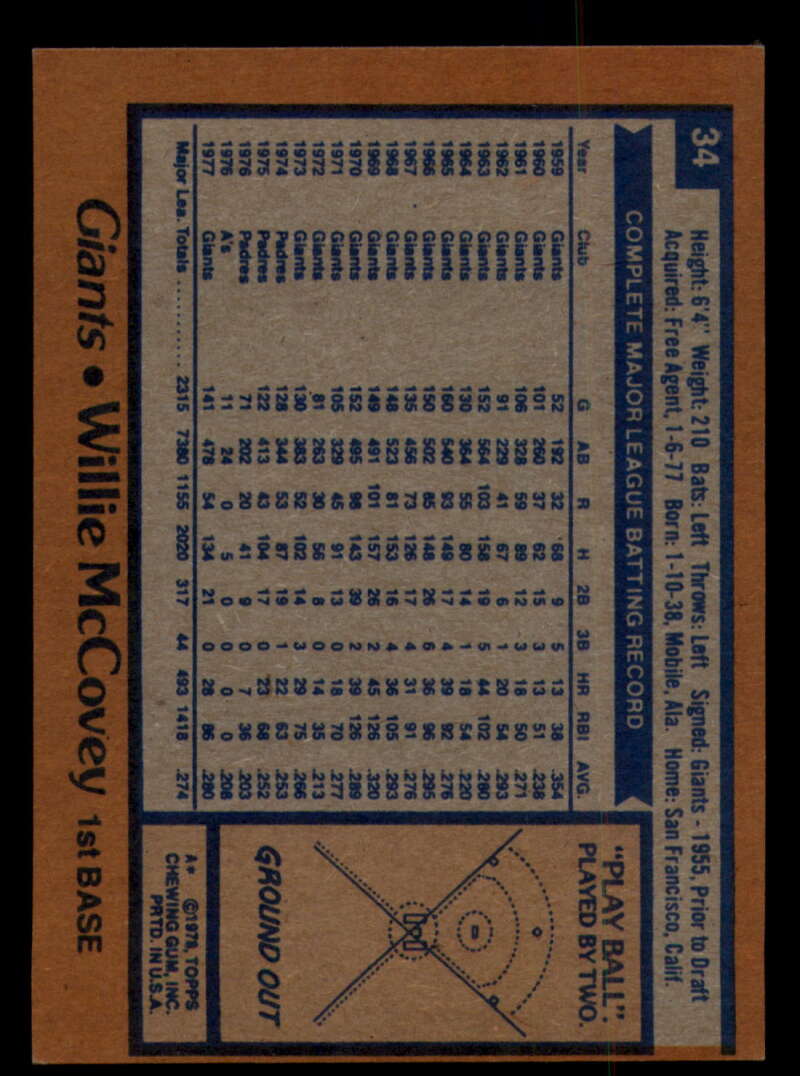 34
Height: 6'4" Weight: 210 Bats: Left Throws: Left Signed: Giants - 1955, Prior to Draft
Acquired: Free Agent, 1-6-77 Born: 1-10-38, Mobile, Ala. Home: San Francisco, Calif.
COMPLETE MAJOR LEAGUE BATTING RECORD
Year Club G AB R H 2B 3B HR RBI AVG.
1959 Giants 52 192 32 68 9 5 13 38 .354
1960 Giants 101 260 37 62 15 3 13 51 .238
1961 Giants 106 328 59 89 12 3 18 50 .271
1962 Giants 91 229 41 67 6 1 20 54 .293
1963 Giants 152 564 103 158 19 5 44 102 .280
1964 Giants 130 364 55 80 14 1 18 54 .220
1965 Giants 160 540 93 149 17 4 39 92 .276
1966 Giants 150 502 85 148 26 6 36 96 .295
1967 Giants 135 456 73 126 17 4 31 91 .276
1968 Giants 148 523 81 153 16 4 36 105 .293
1969 Giants 149 491 101 157 26 2 45 126 .320
1970 Giants 152 495 98 143 39 2 39 126 .289
1971 Giants 105 329 45 91 13 0 18 70 .277
1972 Giants 81 263 30 56 8 0 14 35 .213
1973 Giants 130 383 52 102 14 3 29 75 .266
1974 Padres 128 344 53 87 19 1 22 63 .253
1975 Padres 122 413 43 104 17 0 23 68 .252
1976 Padres 71 202 20 41 9 0 7 36 .203
1976 A's 11 24 0 5 0 0 0 0 .208
1977 Giants 141 478 54 134 21 0 28 86 .280
Major Lea. Totals ........... 2315 7380 1155 2020 317 44 493 1418 .274
"PLAY BALL".
PLAYED BY TWO.
GROUND OUT
A* ©1978, TOPPS
CHEWING GUM, INC.
PRTD. IN U.S.A.
Giants • Willie McCovey 1st BASE